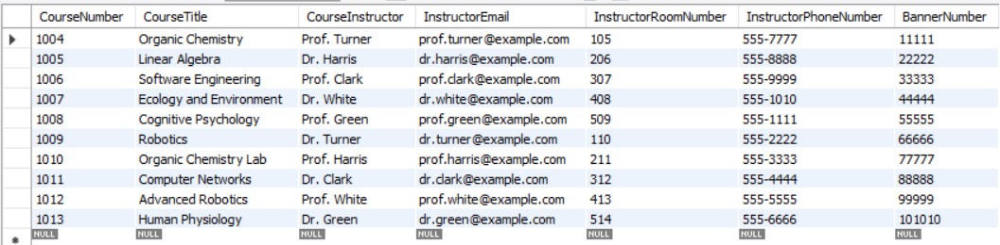 CourseNumber CourseTitle CourseInstructor InstructorEmail InstructorRoomNumber InstructorPhoneNumber BannerNumber
1004 Organic Chemistry Prof. Turner prof.turner@example.com 105 555-7777 11111
1005 Linear Algebra Dr. Harris dr.harris@example.com 206 555-8888 22222
1006 Software Engineering Prof. Clark prof.clark@example.com 307 555-9999 33333
1007 Ecology and Environment Dr. White dr.white@example.com 408 555-1010 44444
1008 Cognitive Psychology Prof. Green prof.green@example.com 509 555-1111 55555
1009 Robotics Dr. Turner dr.turner@example.com 110 555-2222 66666
1010 Organic Chemistry Lab Prof. Harris prof.harris@example.com 211 555-3333 77777
1011 Computer Networks Dr. Clark dr.clark@example.com 312 555-4444 88888
1012 Advanced Robotics Prof. White prof.white@example.com 413 555-5555 99999
1013 Human Physiology Dr. Green dr.green@example.com 514 555-6666 101010
NULL NULL NULL NULL NULL NULL NULL